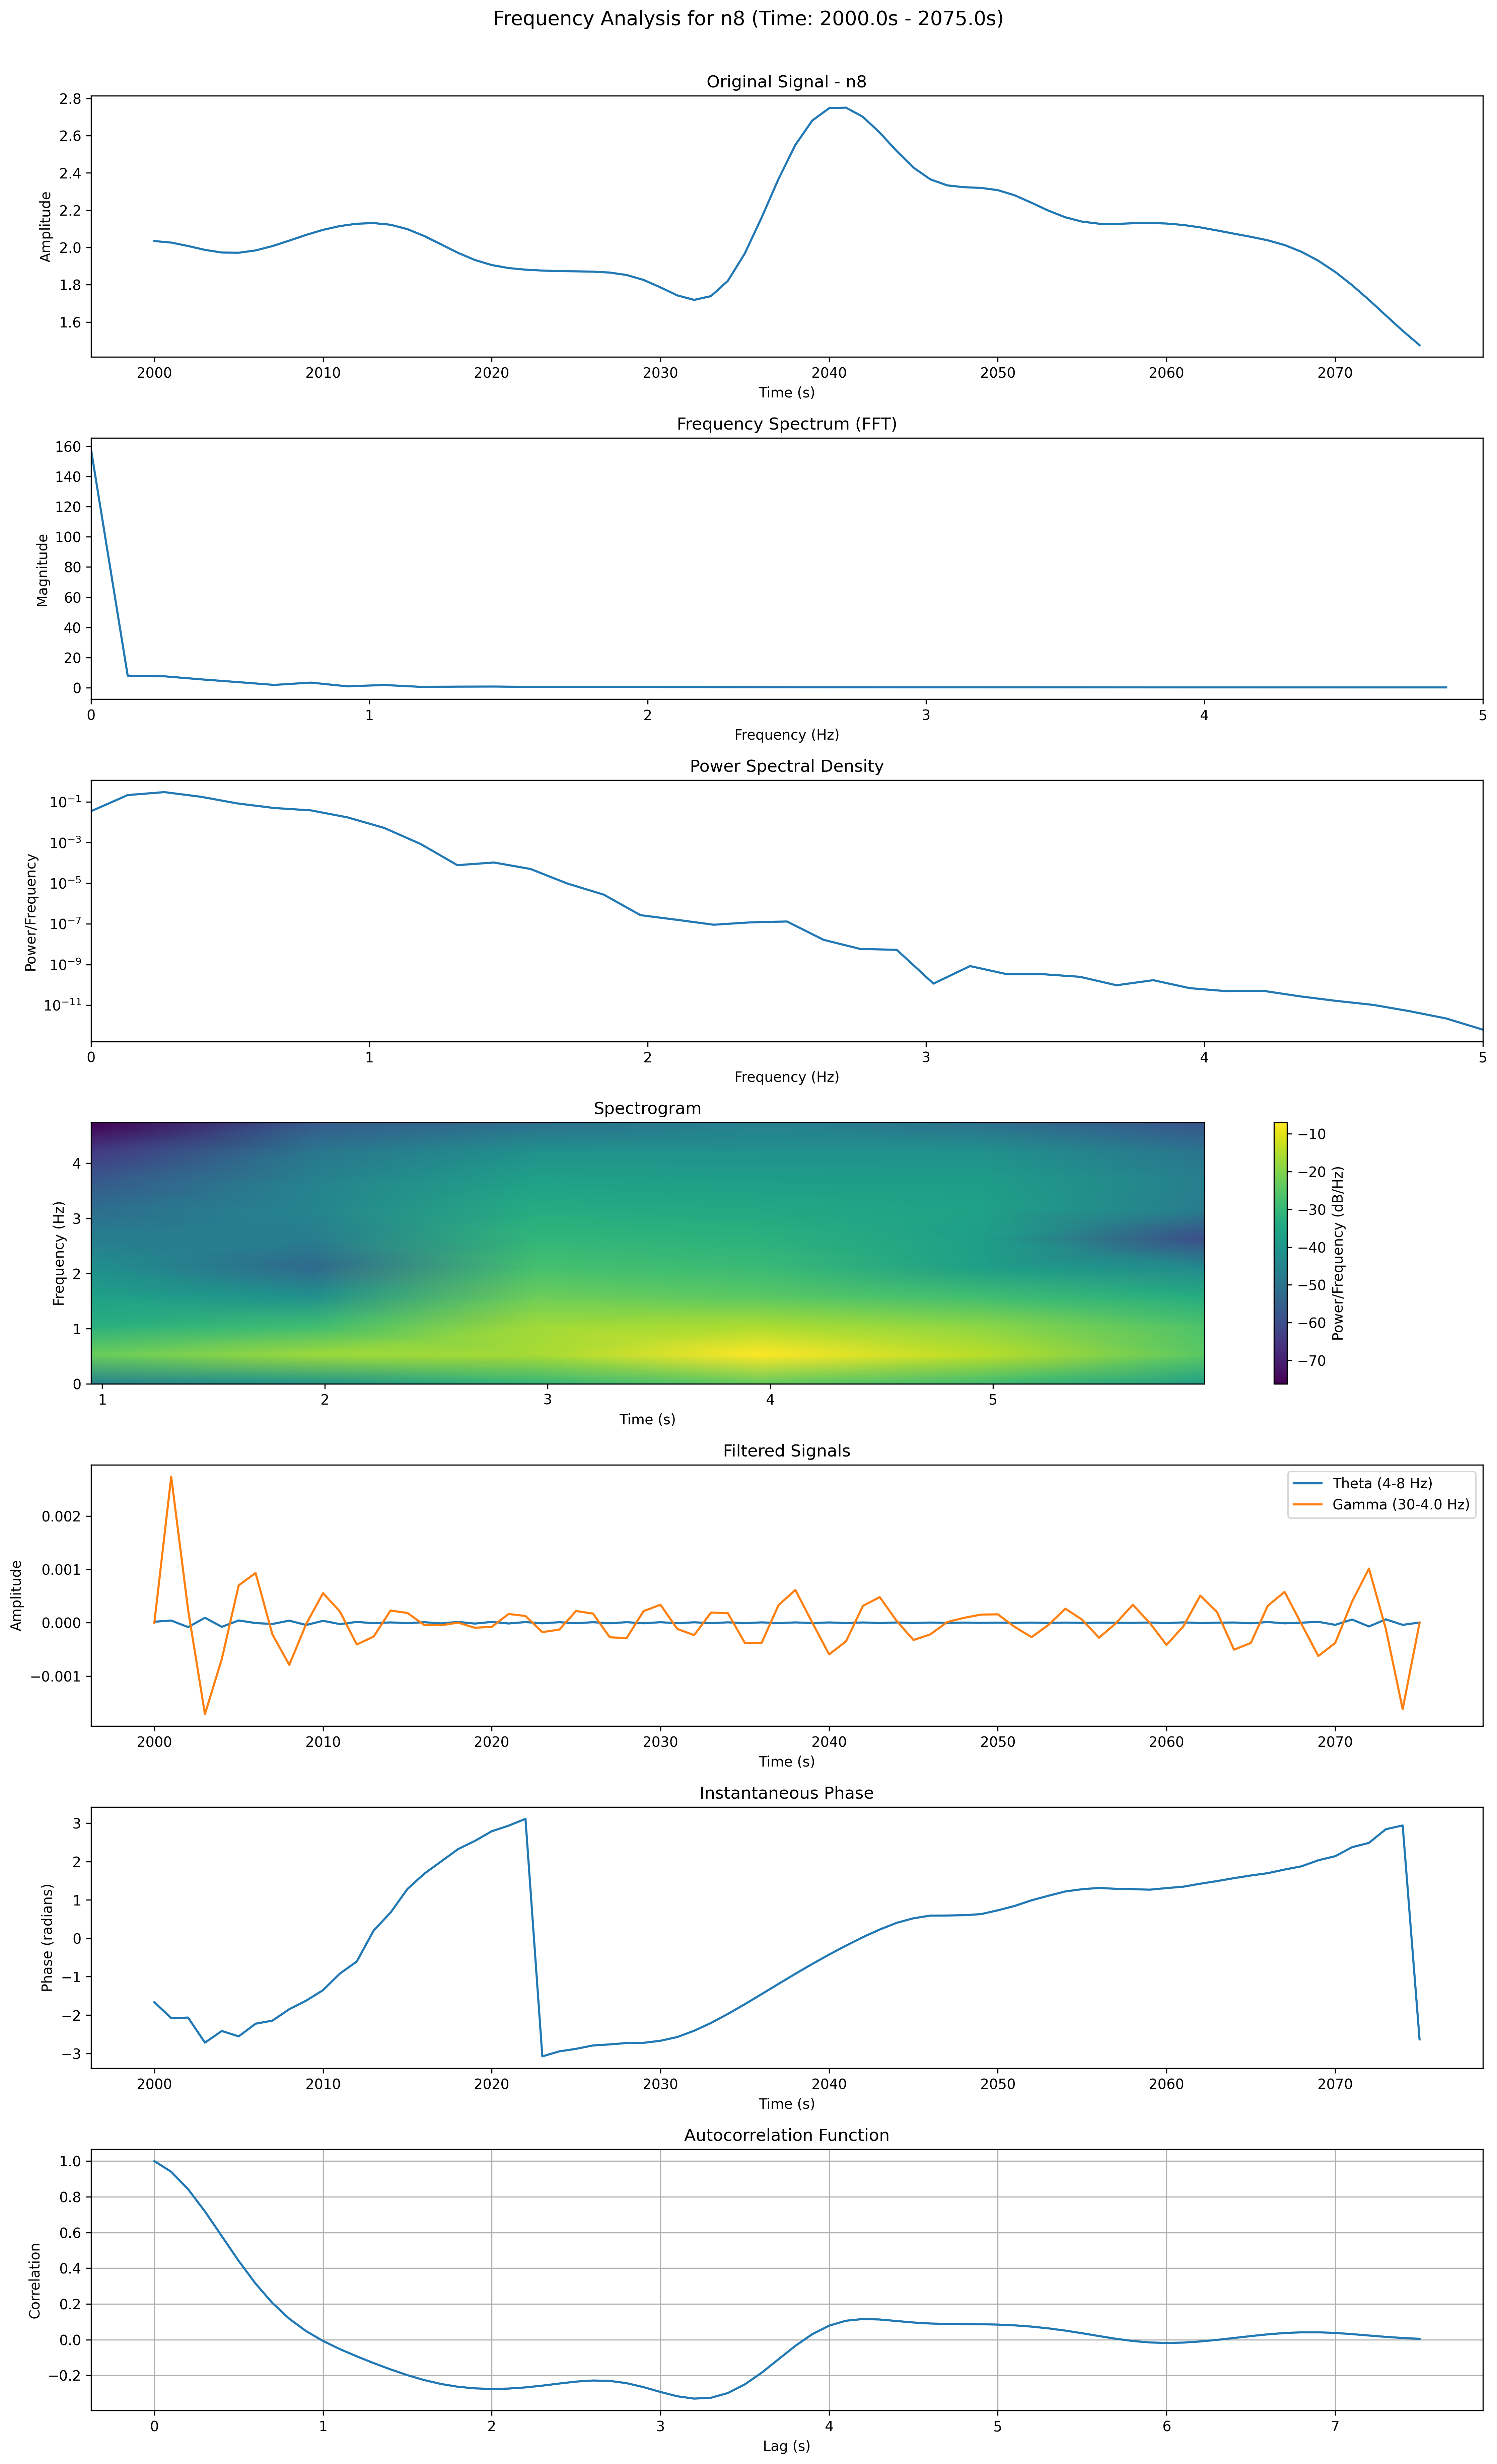 Frequency Analysis for n8 (Time: 2000.0s - 2075.0s)
Original Signal - n8
Amplitude
2.8
2.6
2.4
2.2
2.0
1.8
1.6
2000 2010 2020 2030 2040 2050 2060 2070
Time (s)
Frequency Spectrum (FFT)
Magnitude
160
140
120
100
80
60
40
20
0
0 1 2 3 4 5
Frequency (Hz)
Power Spectral Density
Power/Frequency
10⁻¹
10⁻³
10⁻⁵
10⁻⁷
10⁻⁹
10⁻¹¹
0 1 2 3 4 5
Frequency (Hz)
Spectrogram
Frequency (Hz)
4
3
2
1
0
1 2 3 4 5
Time (s)
−10
−20
−30
−40
−50
−60
−70
Power/Frequency (dB/Hz)
Filtered Signals
Amplitude
0.002
0.001
0.000
−0.001
Theta (4-8 Hz)
Gamma (30-4.0 Hz)
2000 2010 2020 2030 2040 2050 2060 2070
Time (s)
Instantaneous Phase
Phase (radians)
3
2
1
0
−1
−2
−3
2000 2010 2020 2030 2040 2050 2060 2070
Time (s)
Autocorrelation Function
Correlation
1.0
0.8
0.6
0.4
0.2
0.0
−0.2
0 1 2 3 4 5 6 7
Lag (s)